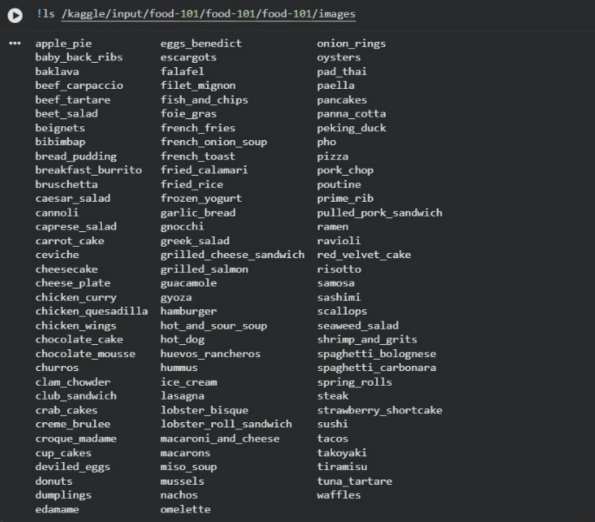 !ls /kaggle/input/food-101/food-101/food-101/images
... apple_pie eggs_benedict onion_rings
baby_back_ribs escargots oysters
baklava falafel pad_thai
beef_carpaccio filet_mignon paella
beef_tartare fish_and_chips pancakes
beet_salad foie_gras panna_cotta
beignets french_fries peking_duck
bibimbap french_onion_soup pho
bread_pudding french_toast pizza
breakfast_burrito fried_calamari pork_chop
bruschetta fried_rice poutine
caesar_salad frozen_yogurt prime_rib
cannoli garlic_bread pulled_pork_sandwich
caprese_salad gnocchi ramen
carrot_cake greek_salad ravioli
ceviche grilled_cheese_sandwich red_velvet_cake
cheesecake grilled_salmon risotto
cheese_plate guacamole samosa
chicken_curry gyoza sashimi
chicken_quesadilla hamburger scallops
chicken_wings hot_and_sour_soup seaweed_salad
chocolate_cake hot_dog shrimp_and_grits
chocolate_mousse huevos_rancheros spaghetti_bolognese
churros hummus spaghetti_carbonara
clam_chowder ice_cream spring_rolls
club_sandwich lasagna steak
crab_cakes lobster_bisque strawberry_shortcake
creme_brulee lobster_roll_sandwich sushi
croque_madame macaroni_and_cheese tacos
cup_cakes macarons takoyaki
deviled_eggs miso_soup tiramisu
donuts mussels tuna_tartare
dumplings nachos waffles
edamame omelette